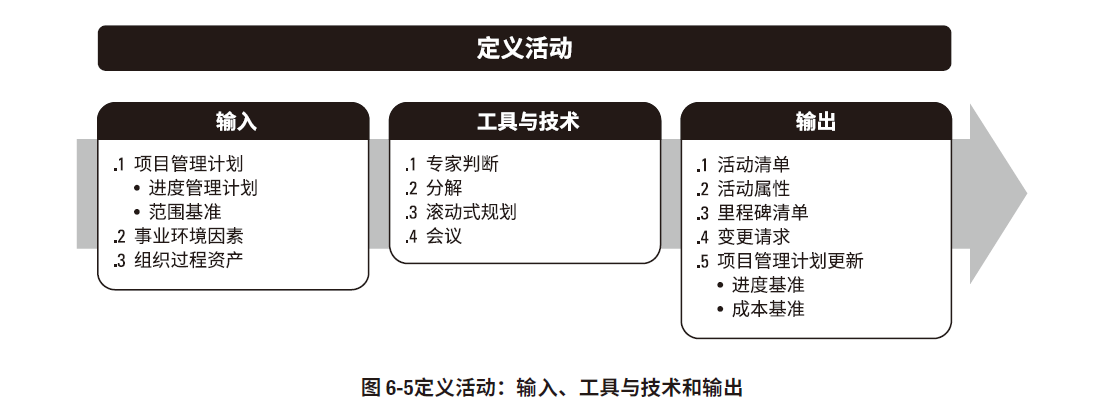 定义活动
输入
.1 项目管理计划
• 进度管理计划
• 范围基准
.2 事业环境因素
.3 组织过程资产
工具与技术
.1 专家判断
.2 分解
.3 滚动式规划
.4 会议
输出
.1 活动清单
.2 活动属性
.3 里程碑清单
.4 变更请求
.5 项目管理计划更新
• 进度基准
• 成本基准
图 6-5定义活动：输入、工具与技术和输出